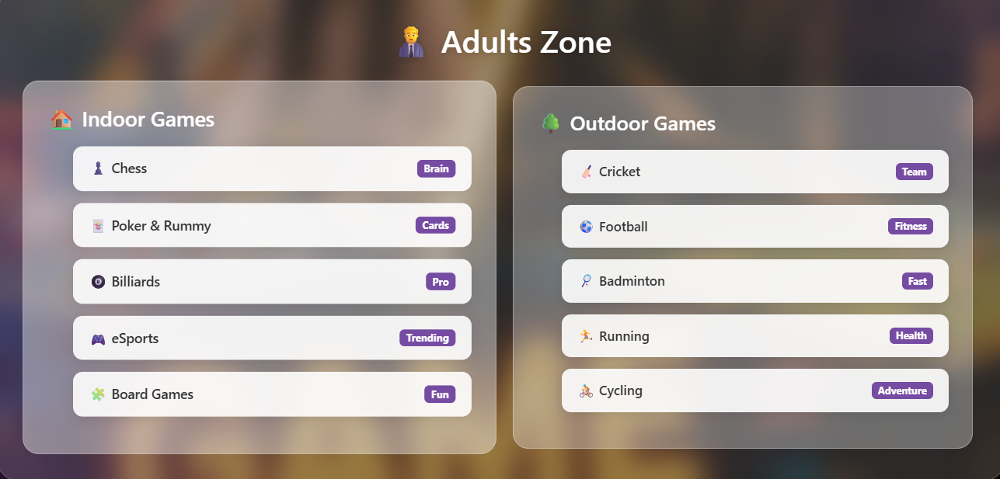 Adults Zone
Indoor Games
Chess Brain
Poker & Rummy Cards
Billiards Pro
eSports Trending
Board Games Fun
Outdoor Games
Cricket Team
Football Fitness
Badminton Fast
Running Health
Cycling Adventure